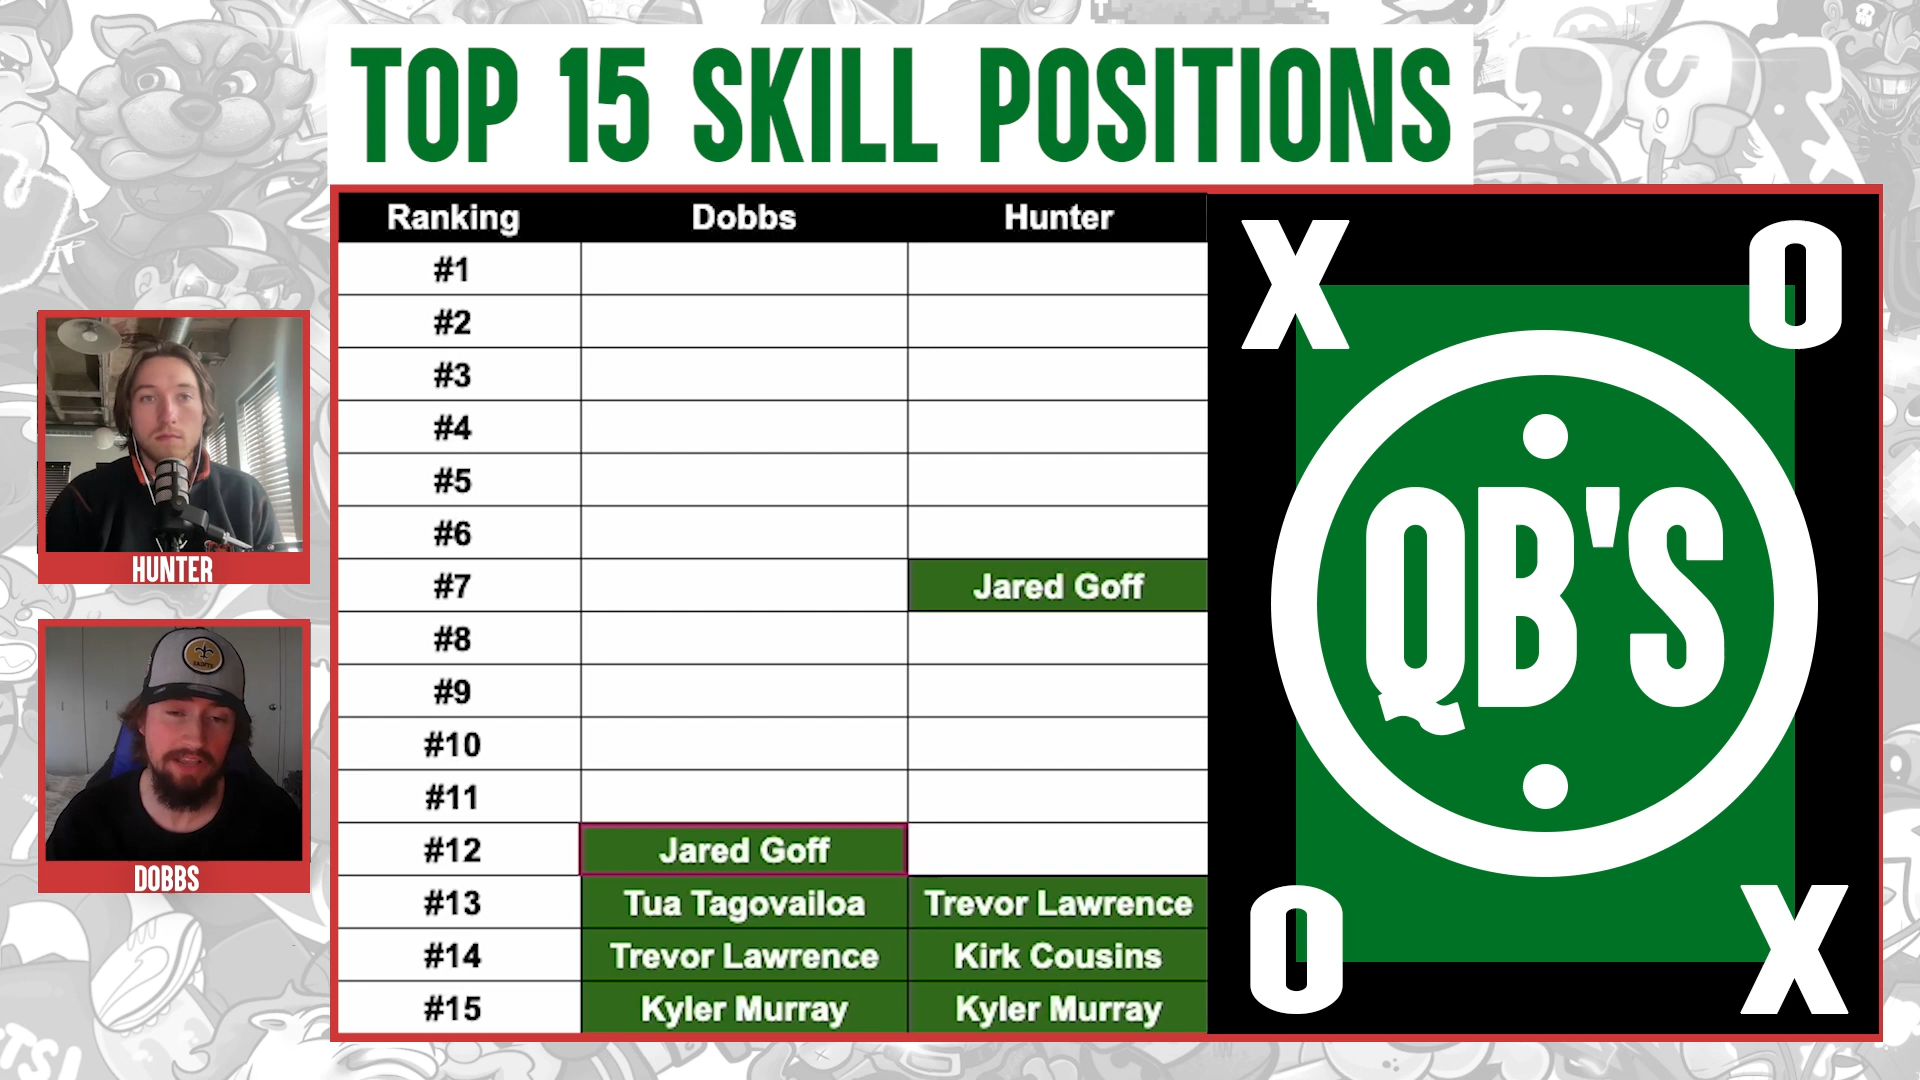 TOP 15 SKILL POSITIONS
Ranking Dobbs Hunter
#1
#2
#3
#4
#5
#6
#7 Jared Goff
#8
#9
#10
#11
#12 Jared Goff
#13 Tua Tagovailoa Trevor Lawrence
#14 Trevor Lawrence Kirk Cousins
#15 Kyler Murray Kyler Murray
X O
QB'S
O X
HUNTER
DOBBS